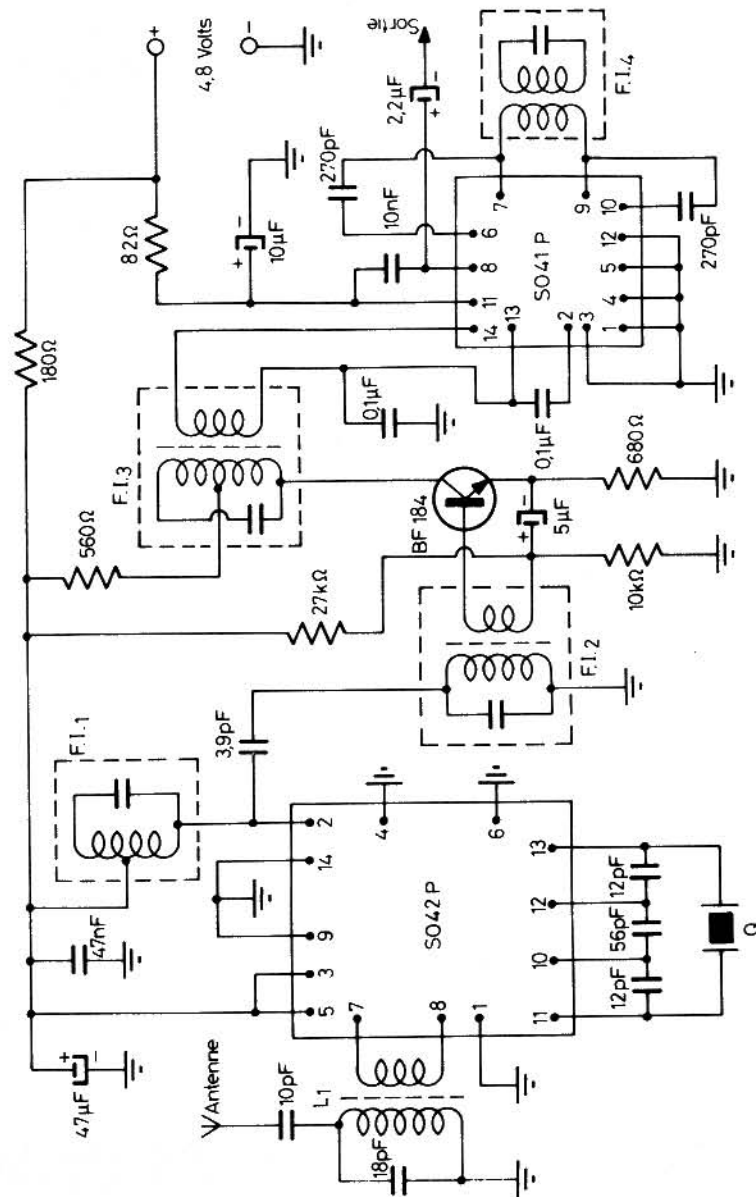 +
-
47µF
47nF
F.I.1
560Ω
180Ω
82Ω
+
4,8 Volts
-
Antenne
10pF
L1
18pF
3,9pF
27kΩ
F.I.3
0,1µF
+
-
10µF
10nF
270pF
2,2µF
+
-
Sortie
5
3
9
14
2
7
8
1
4
6
SO42P
11
10
12
13
12pF
56pF
12pF
Q
F.I.2
BF 184
+
-
5µF
10kΩ
680Ω
0,1µF
14
11
8
6
13
2
3
7
9
SO41P
1
4
5
12
10
270pF
F.I.4